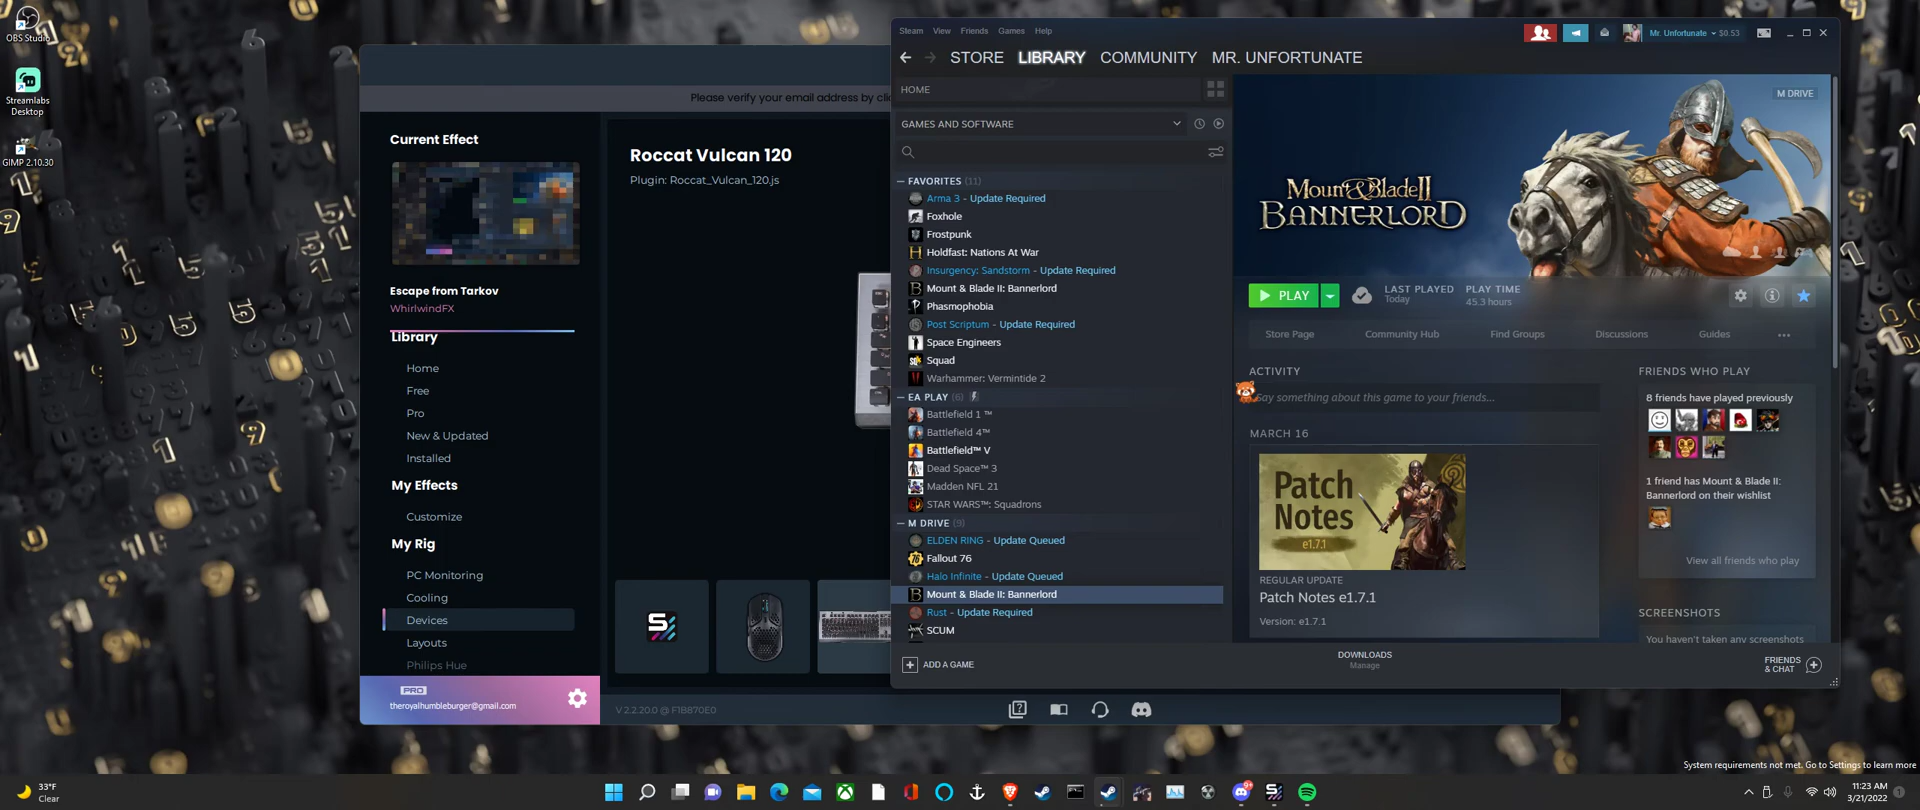 OBS Studio
Streamlabs
Desktop
GIMP 2.10.30
Please verify your email address by clic
Current Effect
Escape from Tarkov
WhirlwindFX
Library
Home
Free
Pro
New & Updated
Installed
My Effects
Customize
My Rig
PC Monitoring
Cooling
Devices
Layouts
Philips Hue
PRO
theroyalhumbleburger@gmail.com
Roccat Vulcan 120
Plugin: Roccat_Vulcan_120.js
V 2.2.20.0 @ F1B870E0
Steam View Friends Games Help
Mr. Unfortunate $0.53
STORE LIBRARY COMMUNITY MR. UNFORTUNATE
HOME
GAMES AND SOFTWARE
— FAVORITES (11)
Arma 3 - Update Required
Foxhole
Frostpunk
Holdfast: Nations At War
Insurgency: Sandstorm - Update Required
Mount & Blade II: Bannerlord
Phasmophobia
Post Scriptum - Update Required
Space Engineers
Squad
Warhammer: Vermintide 2
— EA PLAY (6)
Battlefield 1 ™
Battlefield 4™
Battlefield™ V
Dead Space™ 3
Madden NFL 21
STAR WARS™: Squadrons
— M DRIVE (9)
ELDEN RING - Update Queued
Fallout 76
Halo Infinite - Update Queued
Mount & Blade II: Bannerlord
Rust - Update Required
SCUM
ADD A GAME
M DRIVE
Mount & Blade II
BANNERLORD
PLAY
LAST PLAYED
Today
PLAY TIME
45.3 hours
Store Page Community Hub Find Groups Discussions Guides
ACTIVITY
Say something about this game to your friends...
MARCH 16
Patch
Notes
e1.7.1
REGULAR UPDATE
Patch Notes e1.7.1
Version: e1.7.1
FRIENDS WHO PLAY
8 friends have played previously
1 friend has Mount & Blade II:
Bannerlord on their wishlist
View all friends who play
SCREENSHOTS
You haven't taken any screenshots
DOWNLOADS
Manage
FRIENDS
& CHAT
System requirements not met. Go to Settings to learn more
33°F
Clear
11:23 AM
3/21/2022